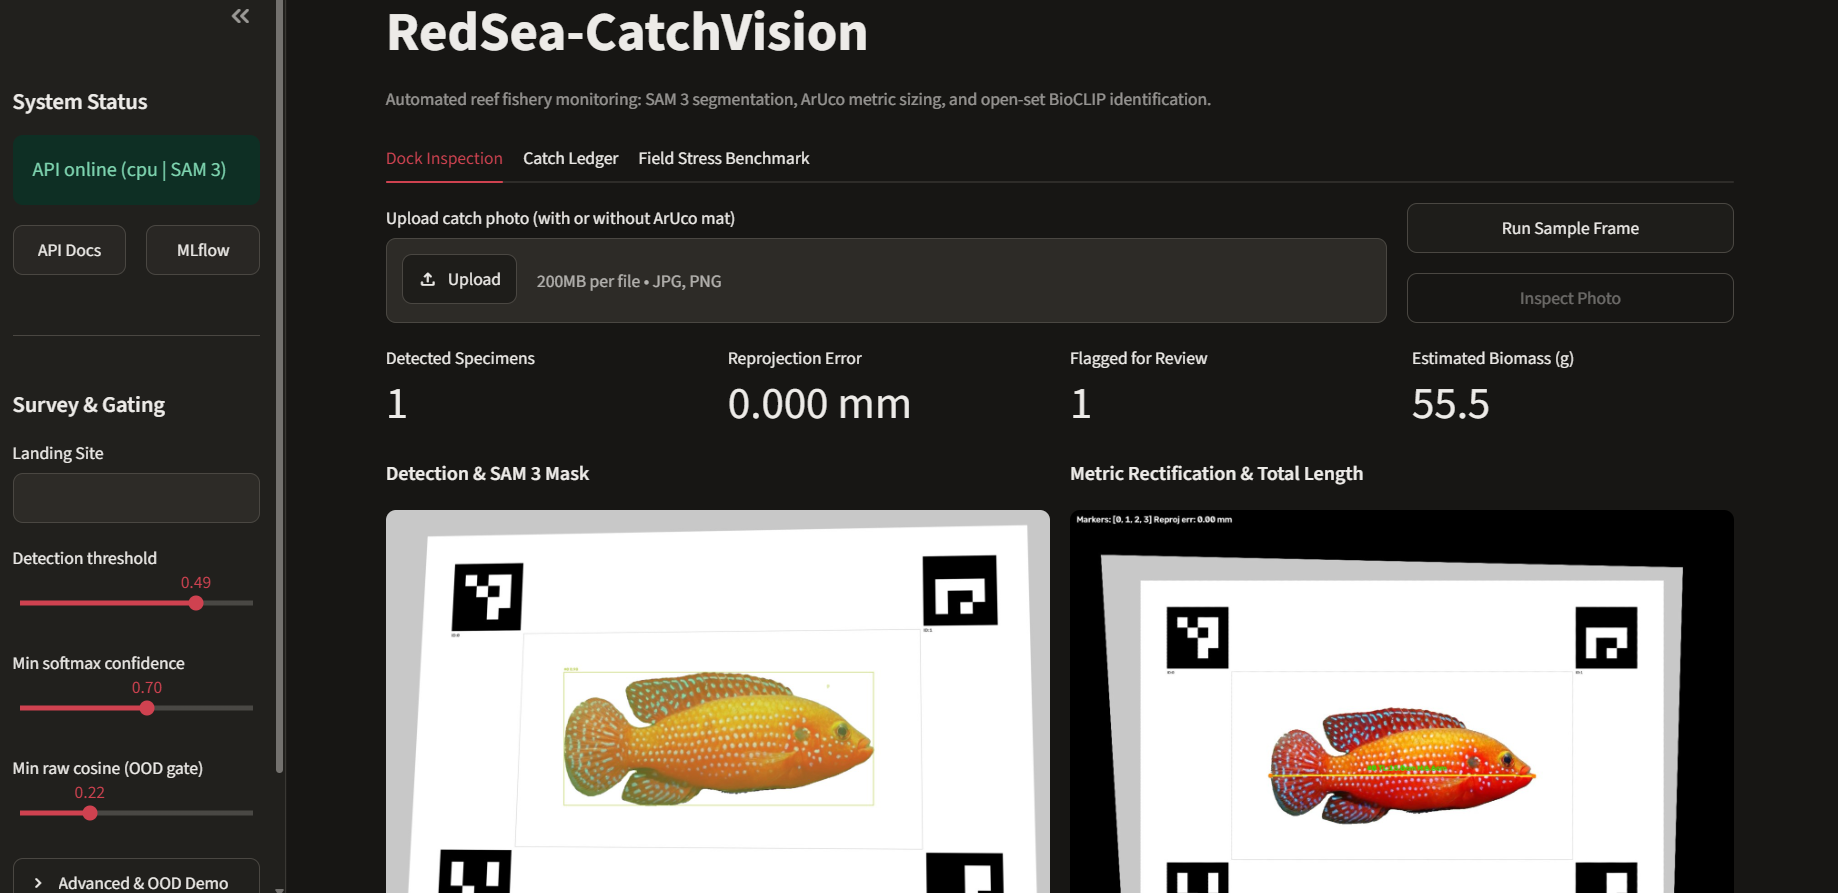 System Status
API online (cpu | SAM 3)
API Docs
MLflow
Survey & Gating
Landing Site
Detection threshold
0.49
Min softmax confidence
0.70
Min raw cosine (OOD gate)
0.22
Advanced & OOD Demo
RedSea-CatchVision
Automated reef fishery monitoring: SAM 3 segmentation, ArUco metric sizing, and open-set BioCLIP identification.
Dock Inspection
Catch Ledger
Field Stress Benchmark
Upload catch photo (with or without ArUco mat)
Upload
200MB per file • JPG, PNG
Run Sample Frame
Inspect Photo
Detected Specimens
1
Reprojection Error
0.000 mm
Flagged for Review
1
Estimated Biomass (g)
55.5
Detection & SAM 3 Mask
Metric Rectification & Total Length
Markers: [0, 1, 2, 3] Reproj err: 0.00 mm